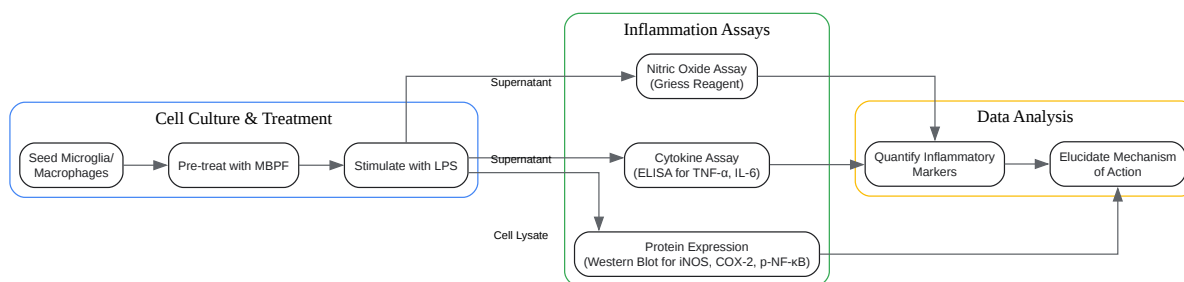 Cell Culture & Treatment
Seed Microglia/
Macrophages
Pre-treat with MBPF
Stimulate with LPS
Supernatant
Supernatant
Cell Lysate
Inflammation Assays
Nitric Oxide Assay
(Griess Reagent)
Cytokine Assay
(ELISA for TNF-α, IL-6)
Protein Expression
(Western Blot for iNOS, COX-2, p-NF-κB)
Data Analysis
Quantify Inflammatory
Markers
Elucidate Mechanism
of Action